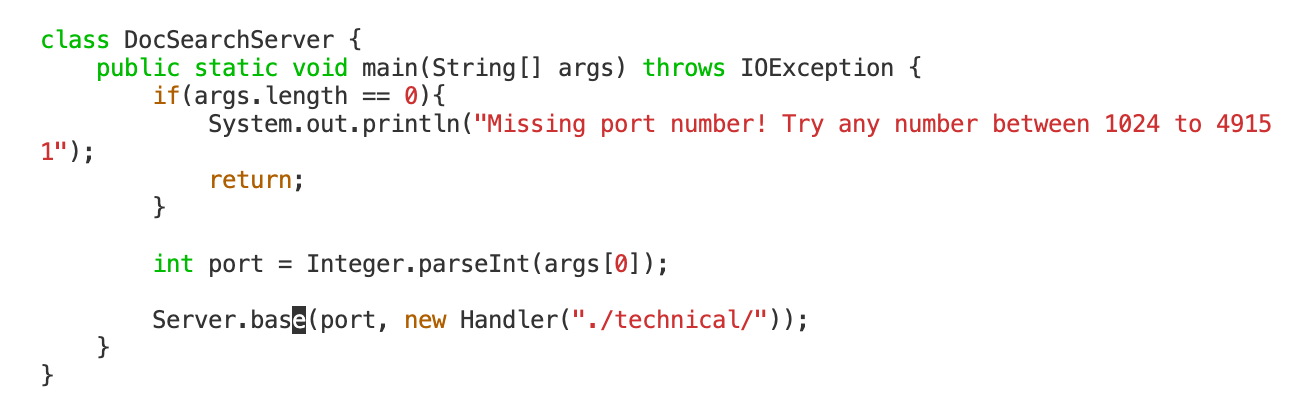 class DocSearchServer {
    public static void main(String[] args) throws IOException {
        if(args.length == 0){
            System.out.println("Missing port number! Try any number between 1024 to 4915
1");
            return;
        }

        int port = Integer.parseInt(args[0]);

        Server.base(port, new Handler("./technical/"));
    }
}